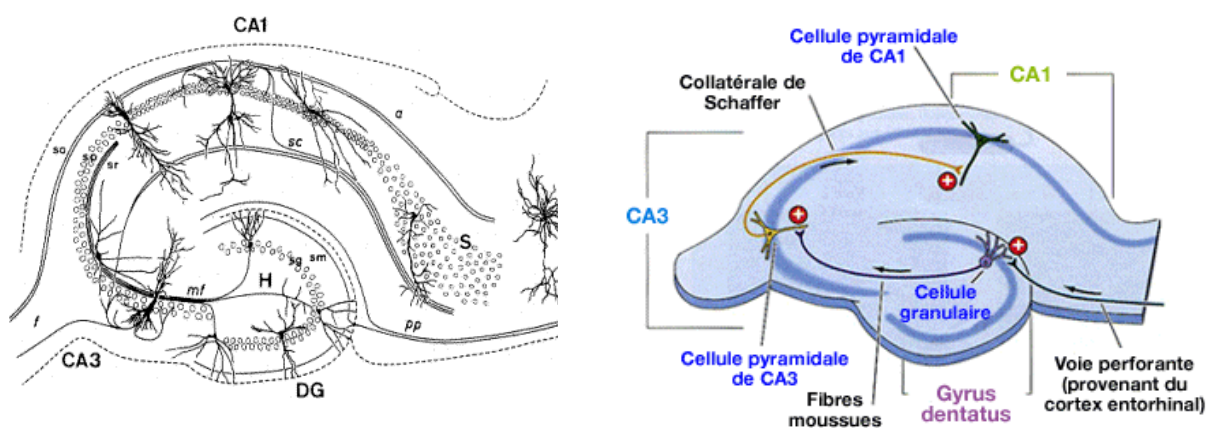 CA1
a
so
sp
sr
sc
S
sg
sm
H
mf
f
pp
CA3
DG
Cellule pyramidale
de CA1
CA1
Collatérale de
Schaffer
+
CA3
+
+
Cellule
granulaire
Cellule pyramidale
de CA3
Fibres
moussues
Gyrus
dentatus
Voie perforante
(provenant du
cortex entorhinal)